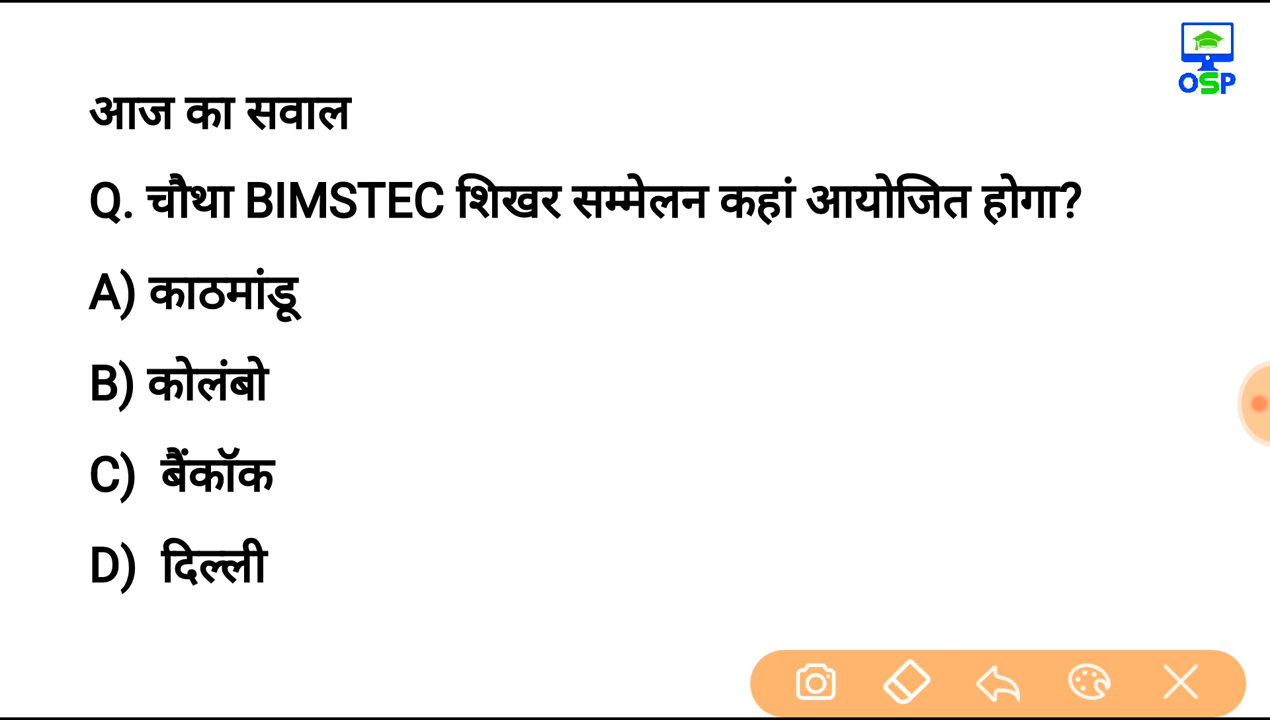 OSP
आज का सवाल
Q. चौथा BIMSTEC शिखर सम्मेलन कहां आयोजित होगा?
A) काठमांडू
B) कोलंबो
C) बैंकॉक
D) दिल्ली